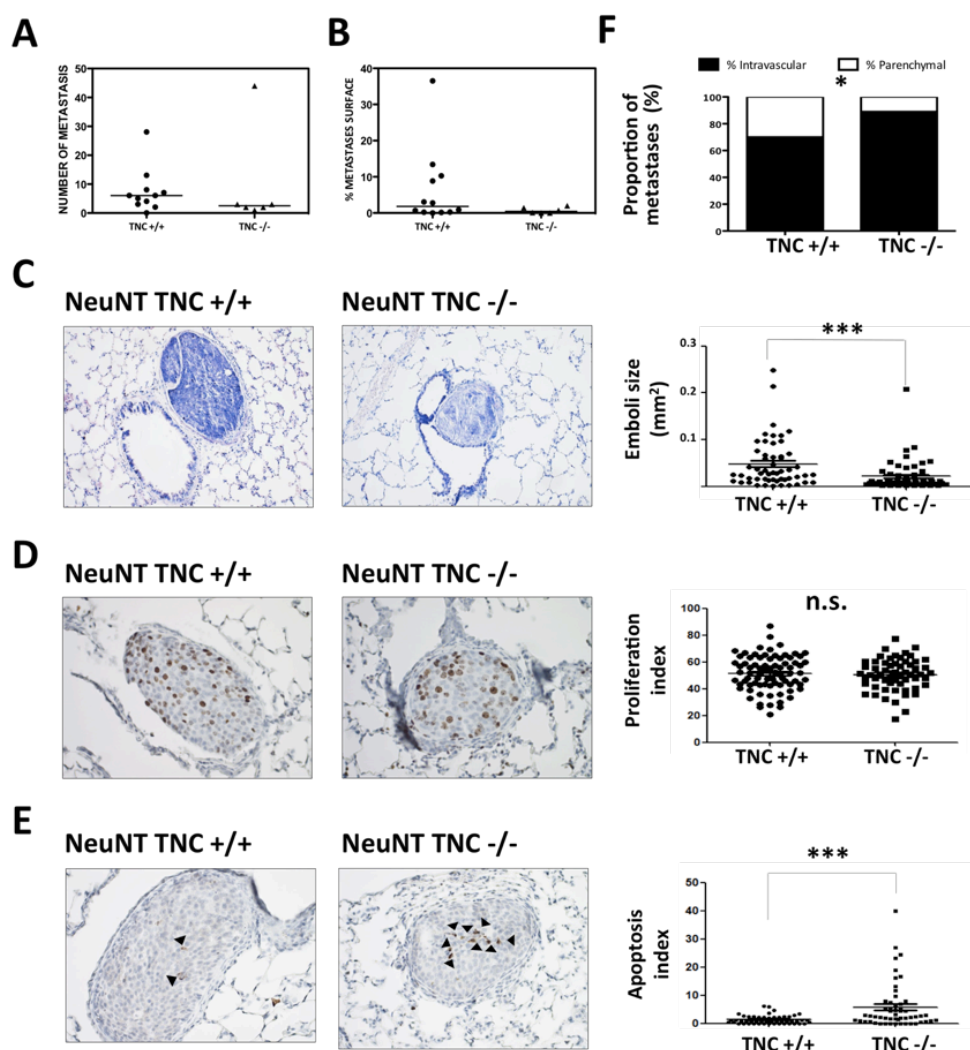 A
NUMBER OF METASTASIS
50
40
30
20
10
0
TNC +/+
TNC -/-
B
% METASTASES SURFACE
40
30
20
10
0
TNC +/+
TNC -/-
F
% Intravascular
% Parenchymal
*
Proportion of
metastases (%)
100
80
60
40
20
0
TNC +/+
TNC -/-
C
NeuNT TNC +/+
NeuNT TNC -/-
***
Emboli size
(mm²)
0.3
0.2
0.1
TNC +/+
TNC -/-
D
NeuNT TNC +/+
NeuNT TNC -/-
n.s.
Proliferation
index
100
80
60
40
20
0
TNC +/+
TNC -/-
E
NeuNT TNC +/+
NeuNT TNC -/-
***
Apoptosis
index
50
40
30
20
10
0
TNC +/+
TNC -/-